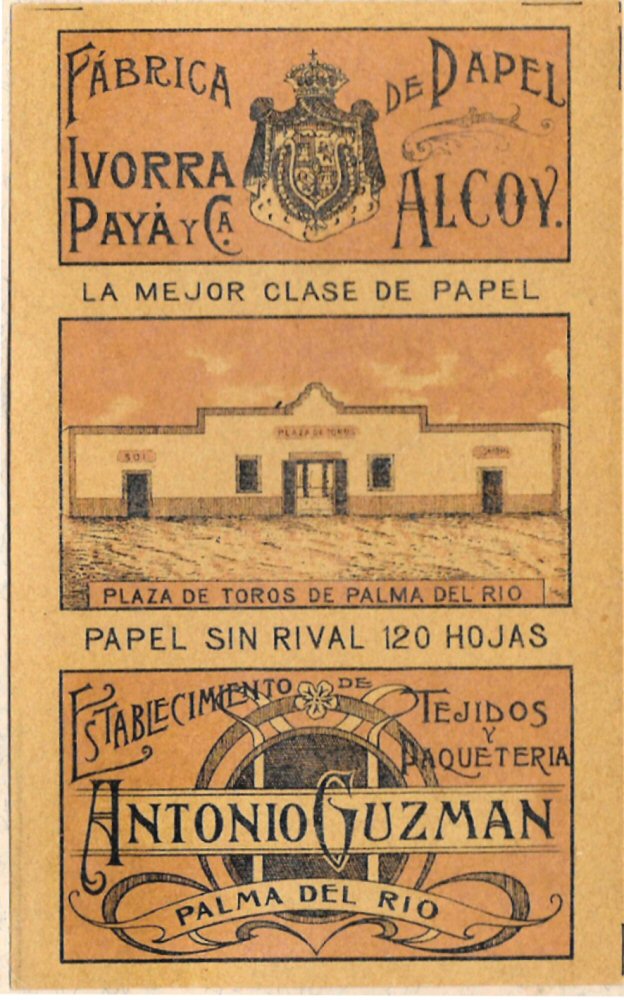 FÁBRICA DE PAPEL
IVORRA
PAYÁ Y Cª. ALCOY.
LA MEJOR CLASE DE PAPEL
PLAZA DE TOROS
SOL
PLAZA DE TOROS DE PALMA DEL RIO
PAPEL SIN RIVAL 120 HOJAS
ESTABLECIMIENTO DE TEJIDOS
Y
PAQUETERIA
ANTONIO GUZMAN
PALMA DEL RIO